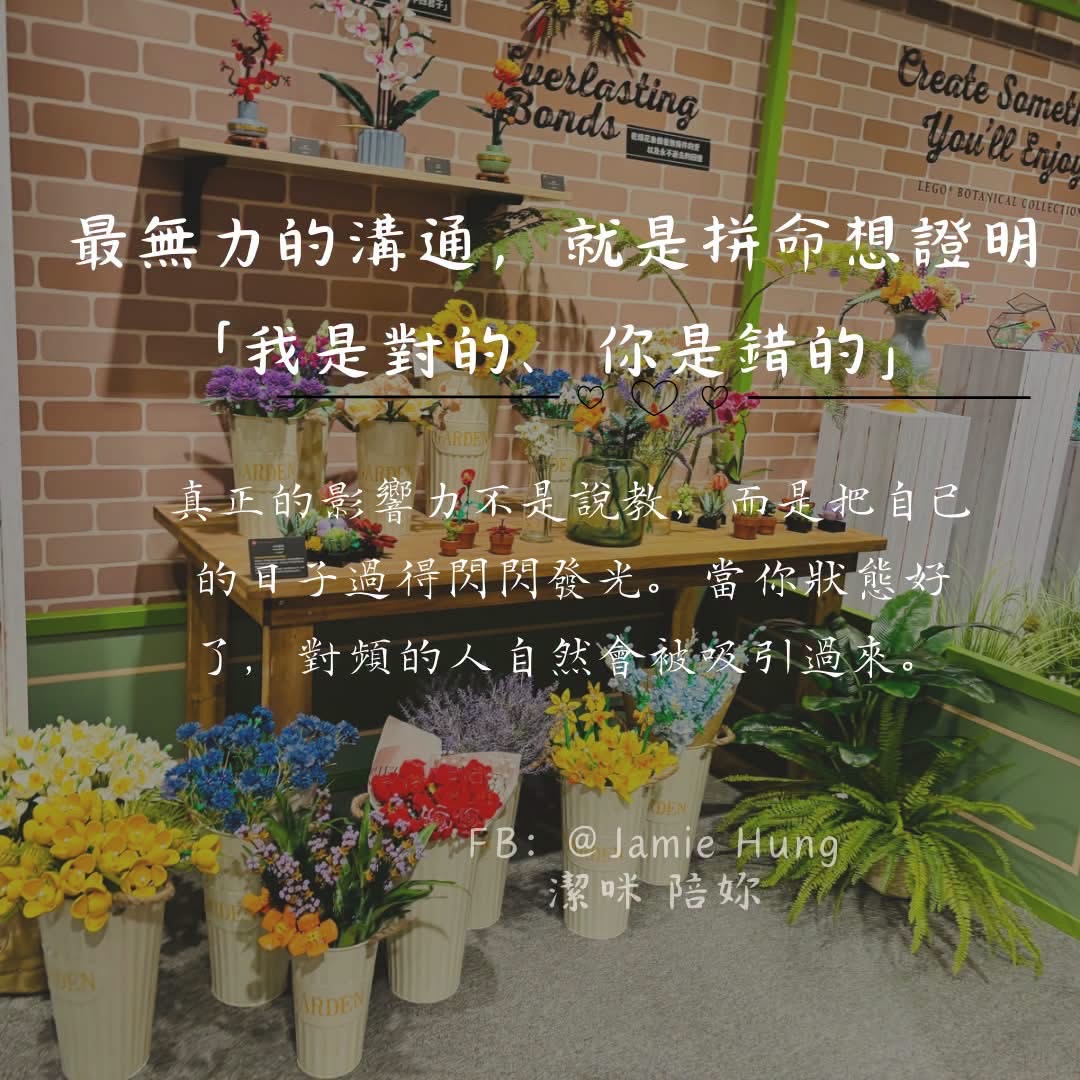 Everlasting
Bonds
Create
You'll Enjoy
LEGO® BOTANICAL
最無力的溝通，就是拼命想證明
「我是對的、你是錯的」
GARDEN
GARDEN
真正的影響力不是說教，而是把自己
的日子過得閃閃發光。當你狀態好
了，對頻的人自然會被吸引過來。
FB：@Jamie Hung
潔咪 陪妳